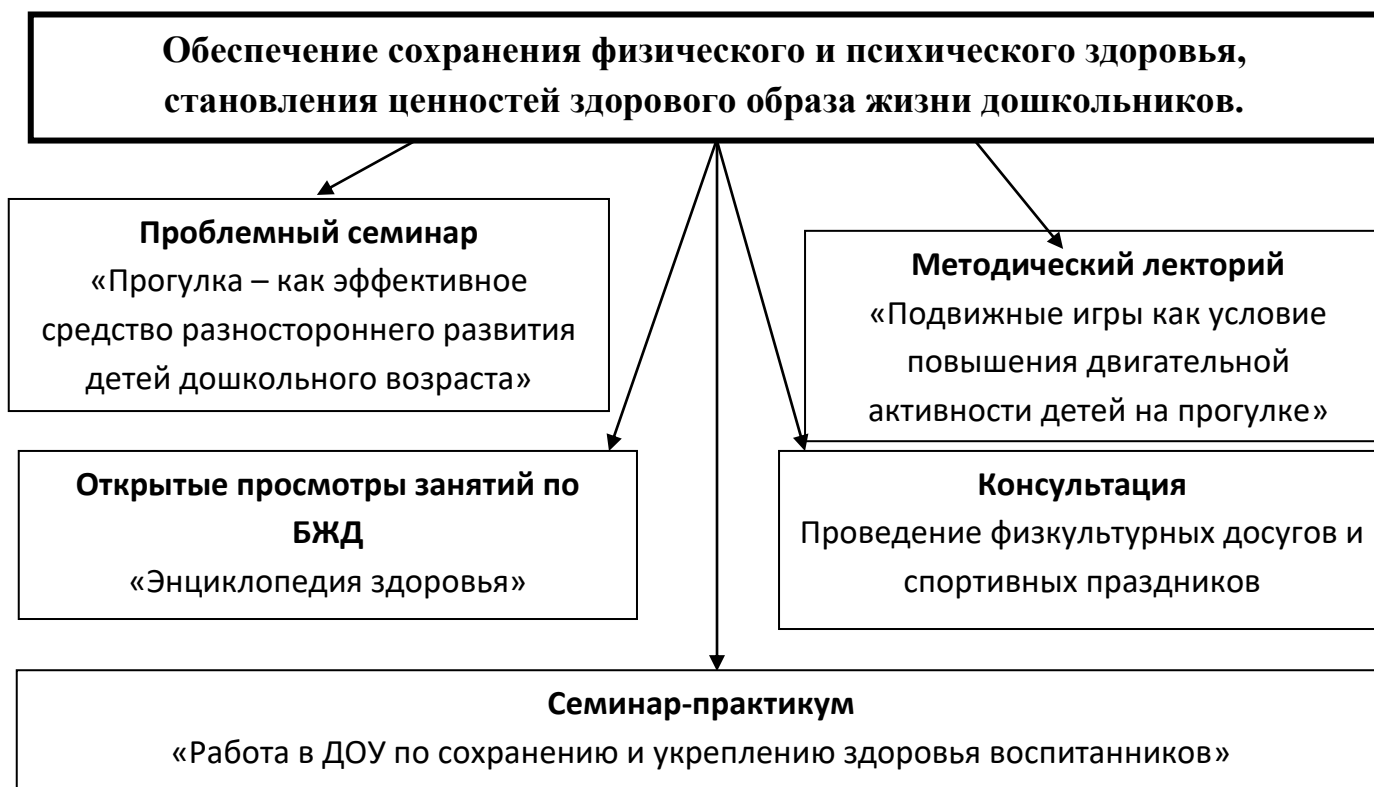 Обеспечение сохранения физического и психического здоровья,
становления ценностей здорового образа жизни дошкольников.
Проблемный семинар
«Прогулка – как эффективное
средство разностороннего развития
детей дошкольного возраста»
Методический лекторий
«Подвижные игры как условие
повышения двигательной
активности детей на прогулке»
Открытые просмотры занятий по
БЖД
«Энциклопедия здоровья»
Консультация
Проведение физкультурных досугов и
спортивных праздников
Семинар-практикум
«Работа в ДОУ по сохранению и укреплению здоровья воспитанников»